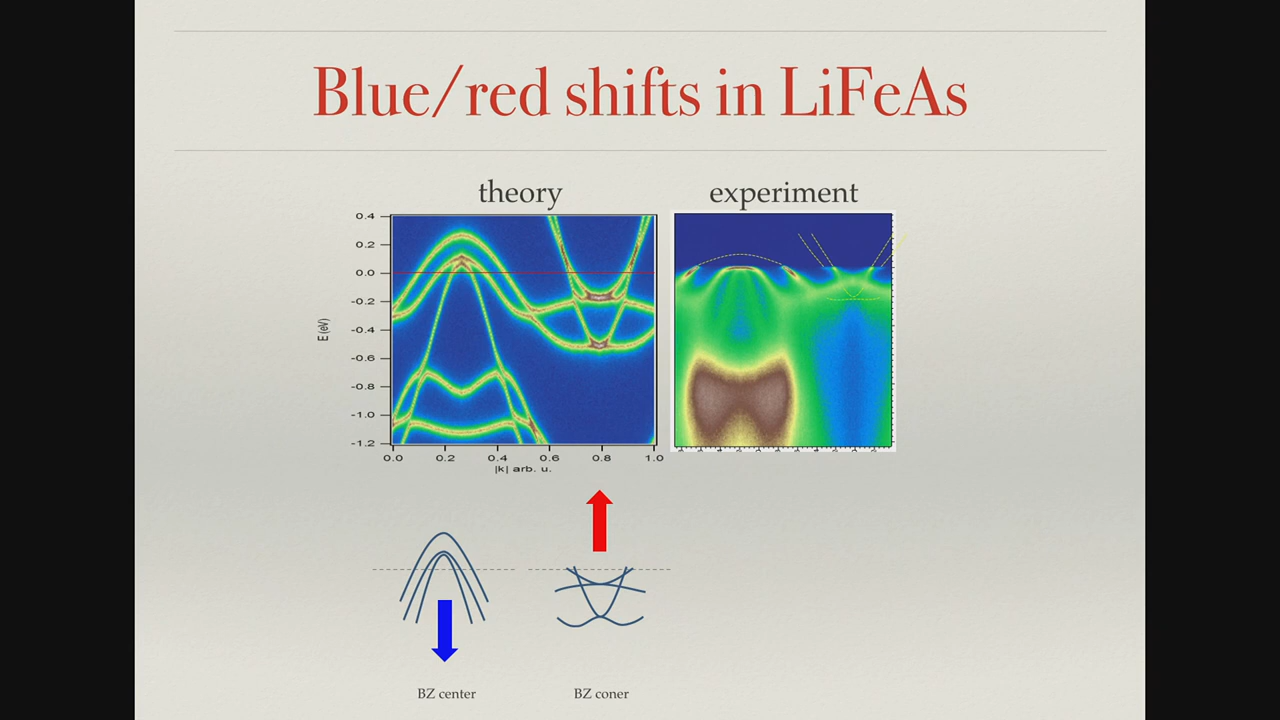 Blue/red shifts in LiFeAs
theory
experiment
0.4
0.2
0.0
-0.2
-0.4
-0.6
-0.8
-1.0
-1.2
E (eV)
0.0 0.2 0.4 0.6 0.8 1.0
|k| arb. u.
BZ center
BZ coner